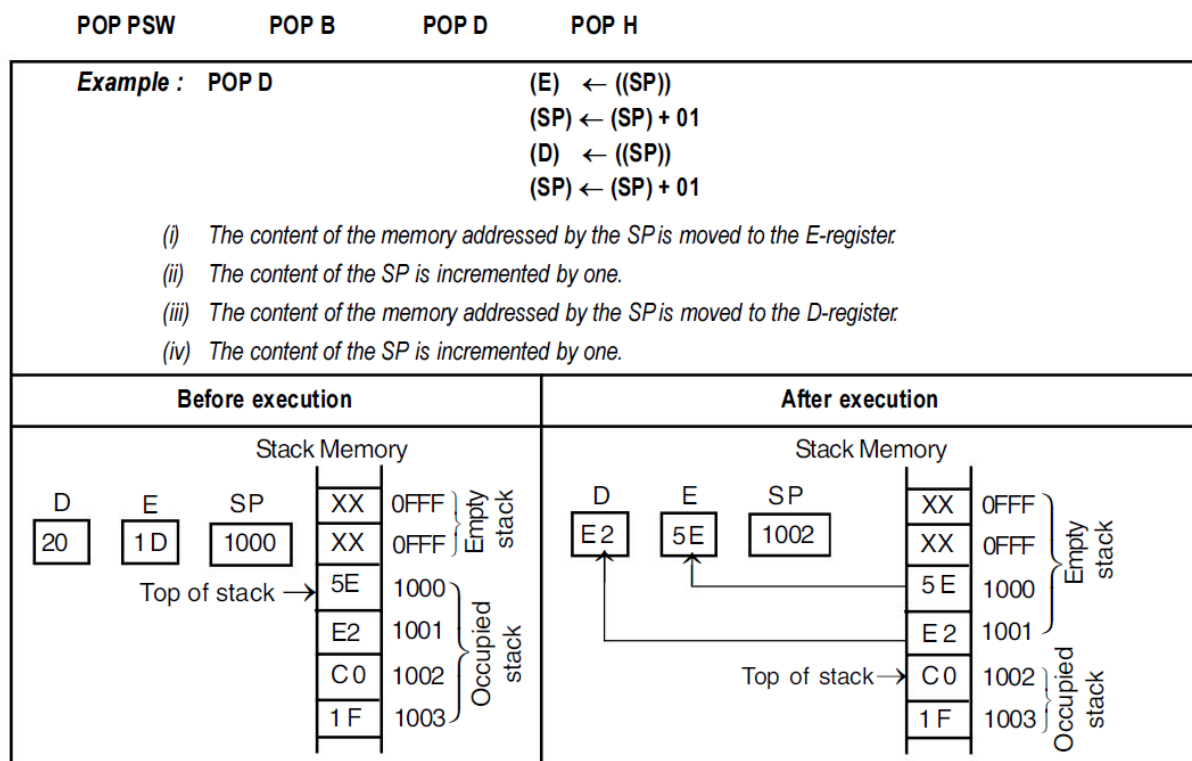 POP PSW POP B POP D POP H
Example : POP D (E) ← ((SP))
(SP) ← (SP) + 01
(D) ← ((SP))
(SP) ← (SP) + 01
(i) The content of the memory addressed by the SP is moved to the E-register.
(ii) The content of the SP is incremented by one.
(iii) The content of the memory addressed by the SP is moved to the D-register.
(iv) The content of the SP is incremented by one.
Before execution
Stack Memory
D E SP
20 1D 1000
XX 0FFF
XX 0FFF
Empty stack
Top of stack → 5E 1000
E2 1001
C0 1002
1F 1003
Occupied stack
After execution
Stack Memory
D E SP
E2 5E 1002
XX 0FFF
XX 0FFF
5E 1000
E2 1001
Empty stack
Top of stack → C0 1002
1F 1003
Occupied stack